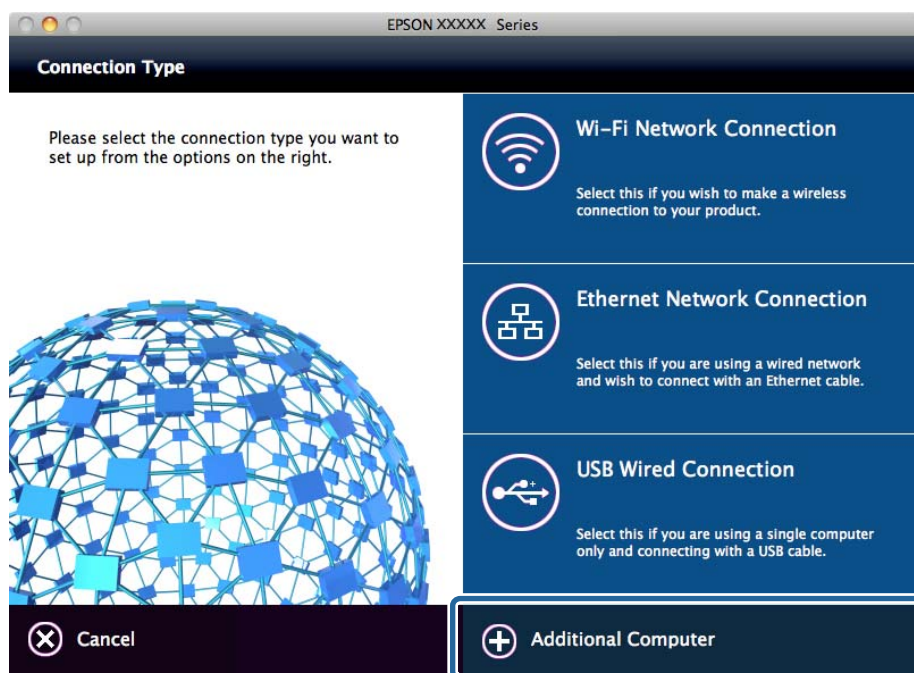 EPSON XXXXX Series
Connection Type
Please select the connection type you want to
set up from the options on the right.
Wi-Fi Network Connection
Select this if you wish to make a wireless
connection to your product.
Ethernet Network Connection
Select this if you are using a wired network
and wish to connect with an Ethernet cable.
USB Wired Connection
Select this if you are using a single computer
only and connecting with a USB cable.
Cancel
Additional Computer